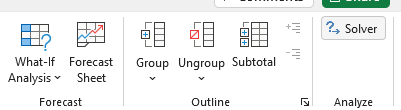 What-If
Analysis
Forecast
Sheet
Group
Ungroup
Subtotal
Solver
Forecast
Outline
Analyze